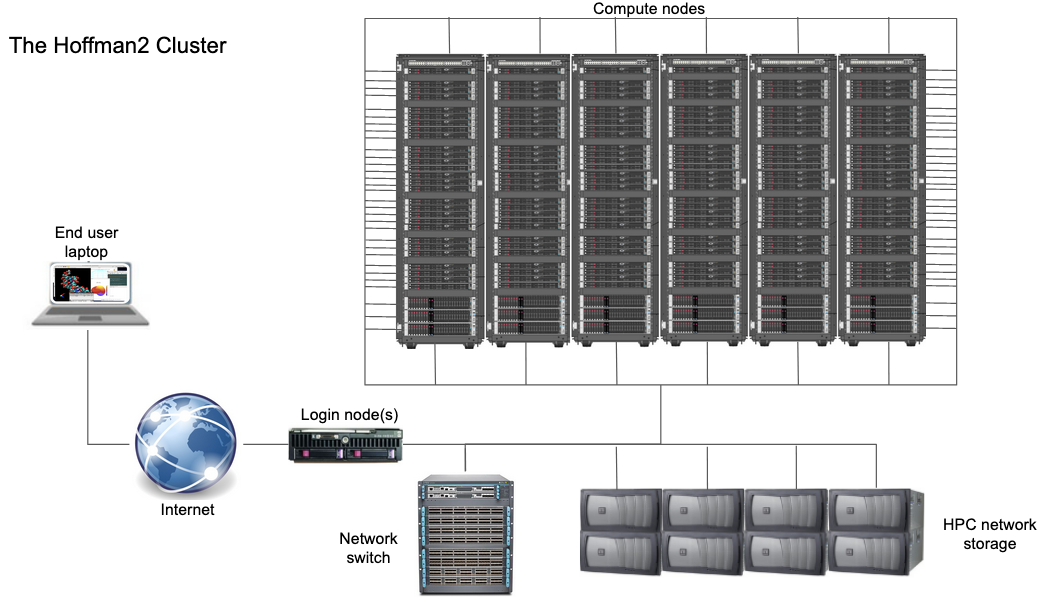 Compute nodes
The Hoffman2 Cluster
End user
laptop
Login node(s)
Internet
Network
switch
HPC network
storage